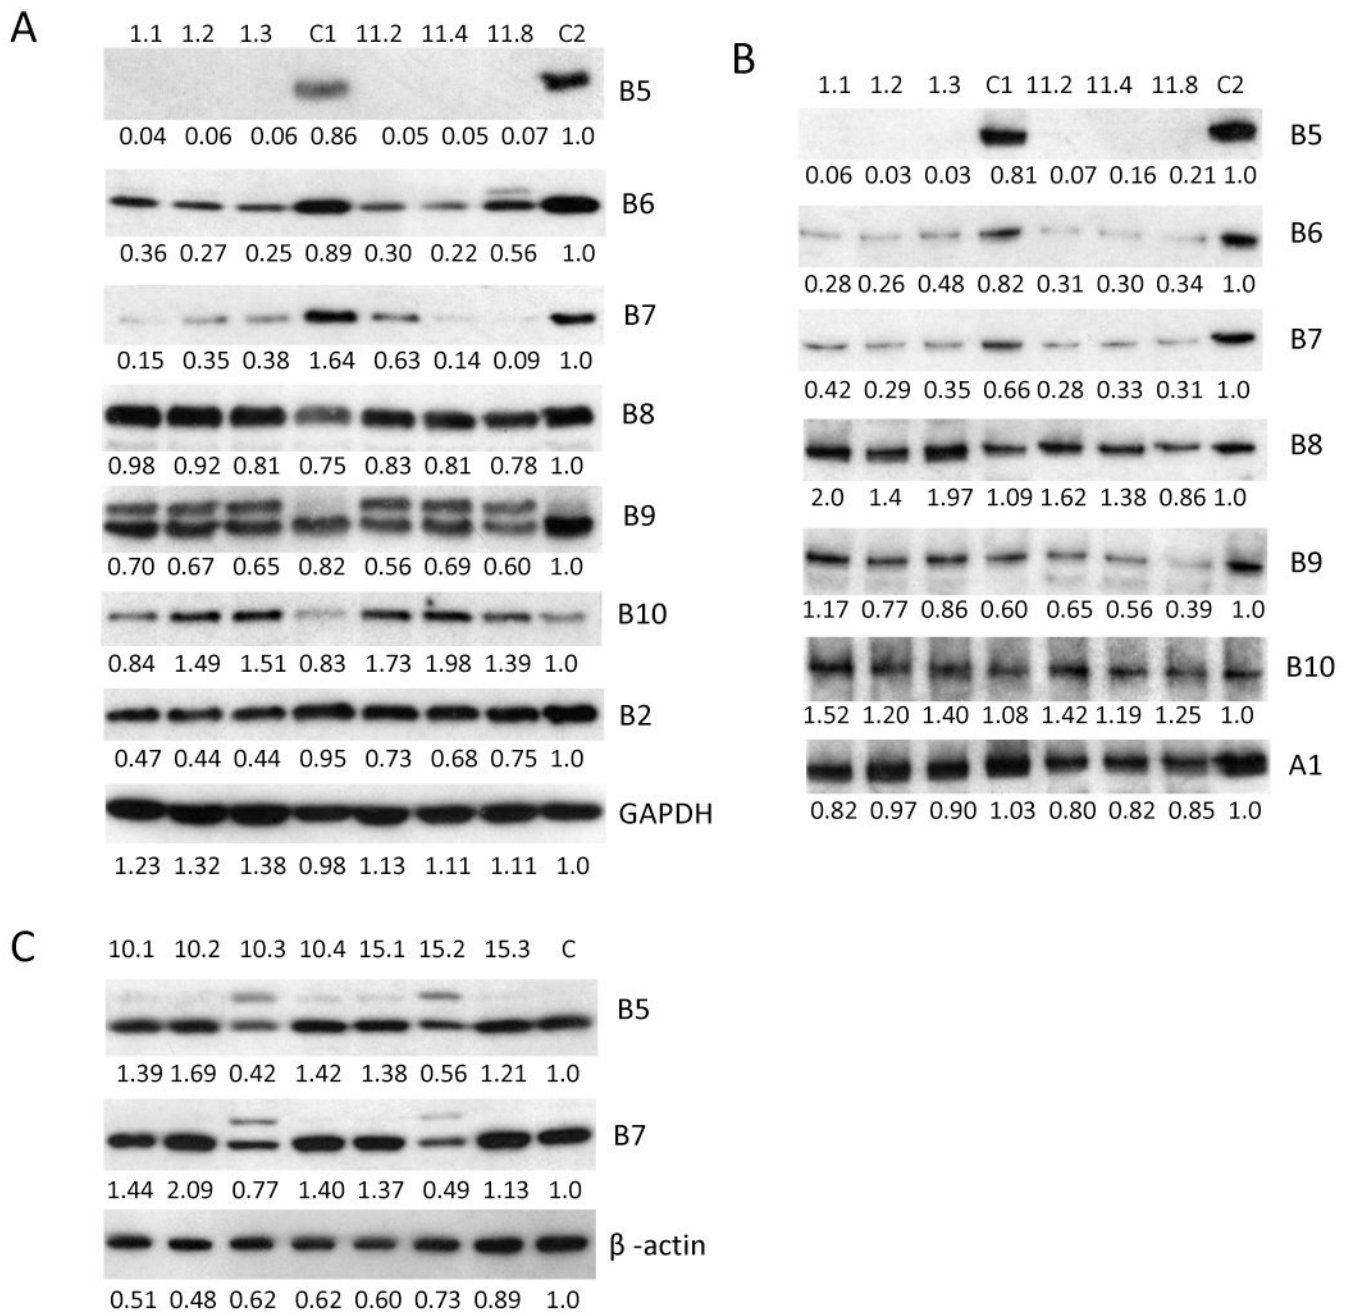 A
1.1 1.2 1.3 C1 11.2 11.4 11.8 C2
B5
0.04 0.06 0.06 0.86 0.05 0.05 0.07 1.0
B6
0.36 0.27 0.25 0.89 0.30 0.22 0.56 1.0
B7
0.15 0.35 0.38 1.64 0.63 0.14 0.09 1.0
B8
0.98 0.92 0.81 0.75 0.83 0.81 0.78 1.0
B9
0.70 0.67 0.65 0.82 0.56 0.69 0.60 1.0
B10
0.84 1.49 1.51 0.83 1.73 1.98 1.39 1.0
B2
0.47 0.44 0.44 0.95 0.73 0.68 0.75 1.0
GAPDH
1.23 1.32 1.38 0.98 1.13 1.11 1.11 1.0
B
1.1 1.2 1.3 C1 11.2 11.4 11.8 C2
B5
0.06 0.03 0.03 0.81 0.07 0.16 0.21 1.0
B6
0.28 0.26 0.48 0.82 0.31 0.30 0.34 1.0
B7
0.42 0.29 0.35 0.66 0.28 0.33 0.31 1.0
B8
2.0 1.4 1.97 1.09 1.62 1.38 0.86 1.0
B9
1.17 0.77 0.86 0.60 0.65 0.56 0.39 1.0
B10
1.52 1.20 1.40 1.08 1.42 1.19 1.25 1.0
A1
0.82 0.97 0.90 1.03 0.80 0.82 0.85 1.0
C
10.1 10.2 10.3 10.4 15.1 15.2 15.3 C
B5
1.39 1.69 0.42 1.42 1.38 0.56 1.21 1.0
B7
1.44 2.09 0.77 1.40 1.37 0.49 1.13 1.0
β -actin
0.51 0.48 0.62 0.62 0.60 0.73 0.89 1.0